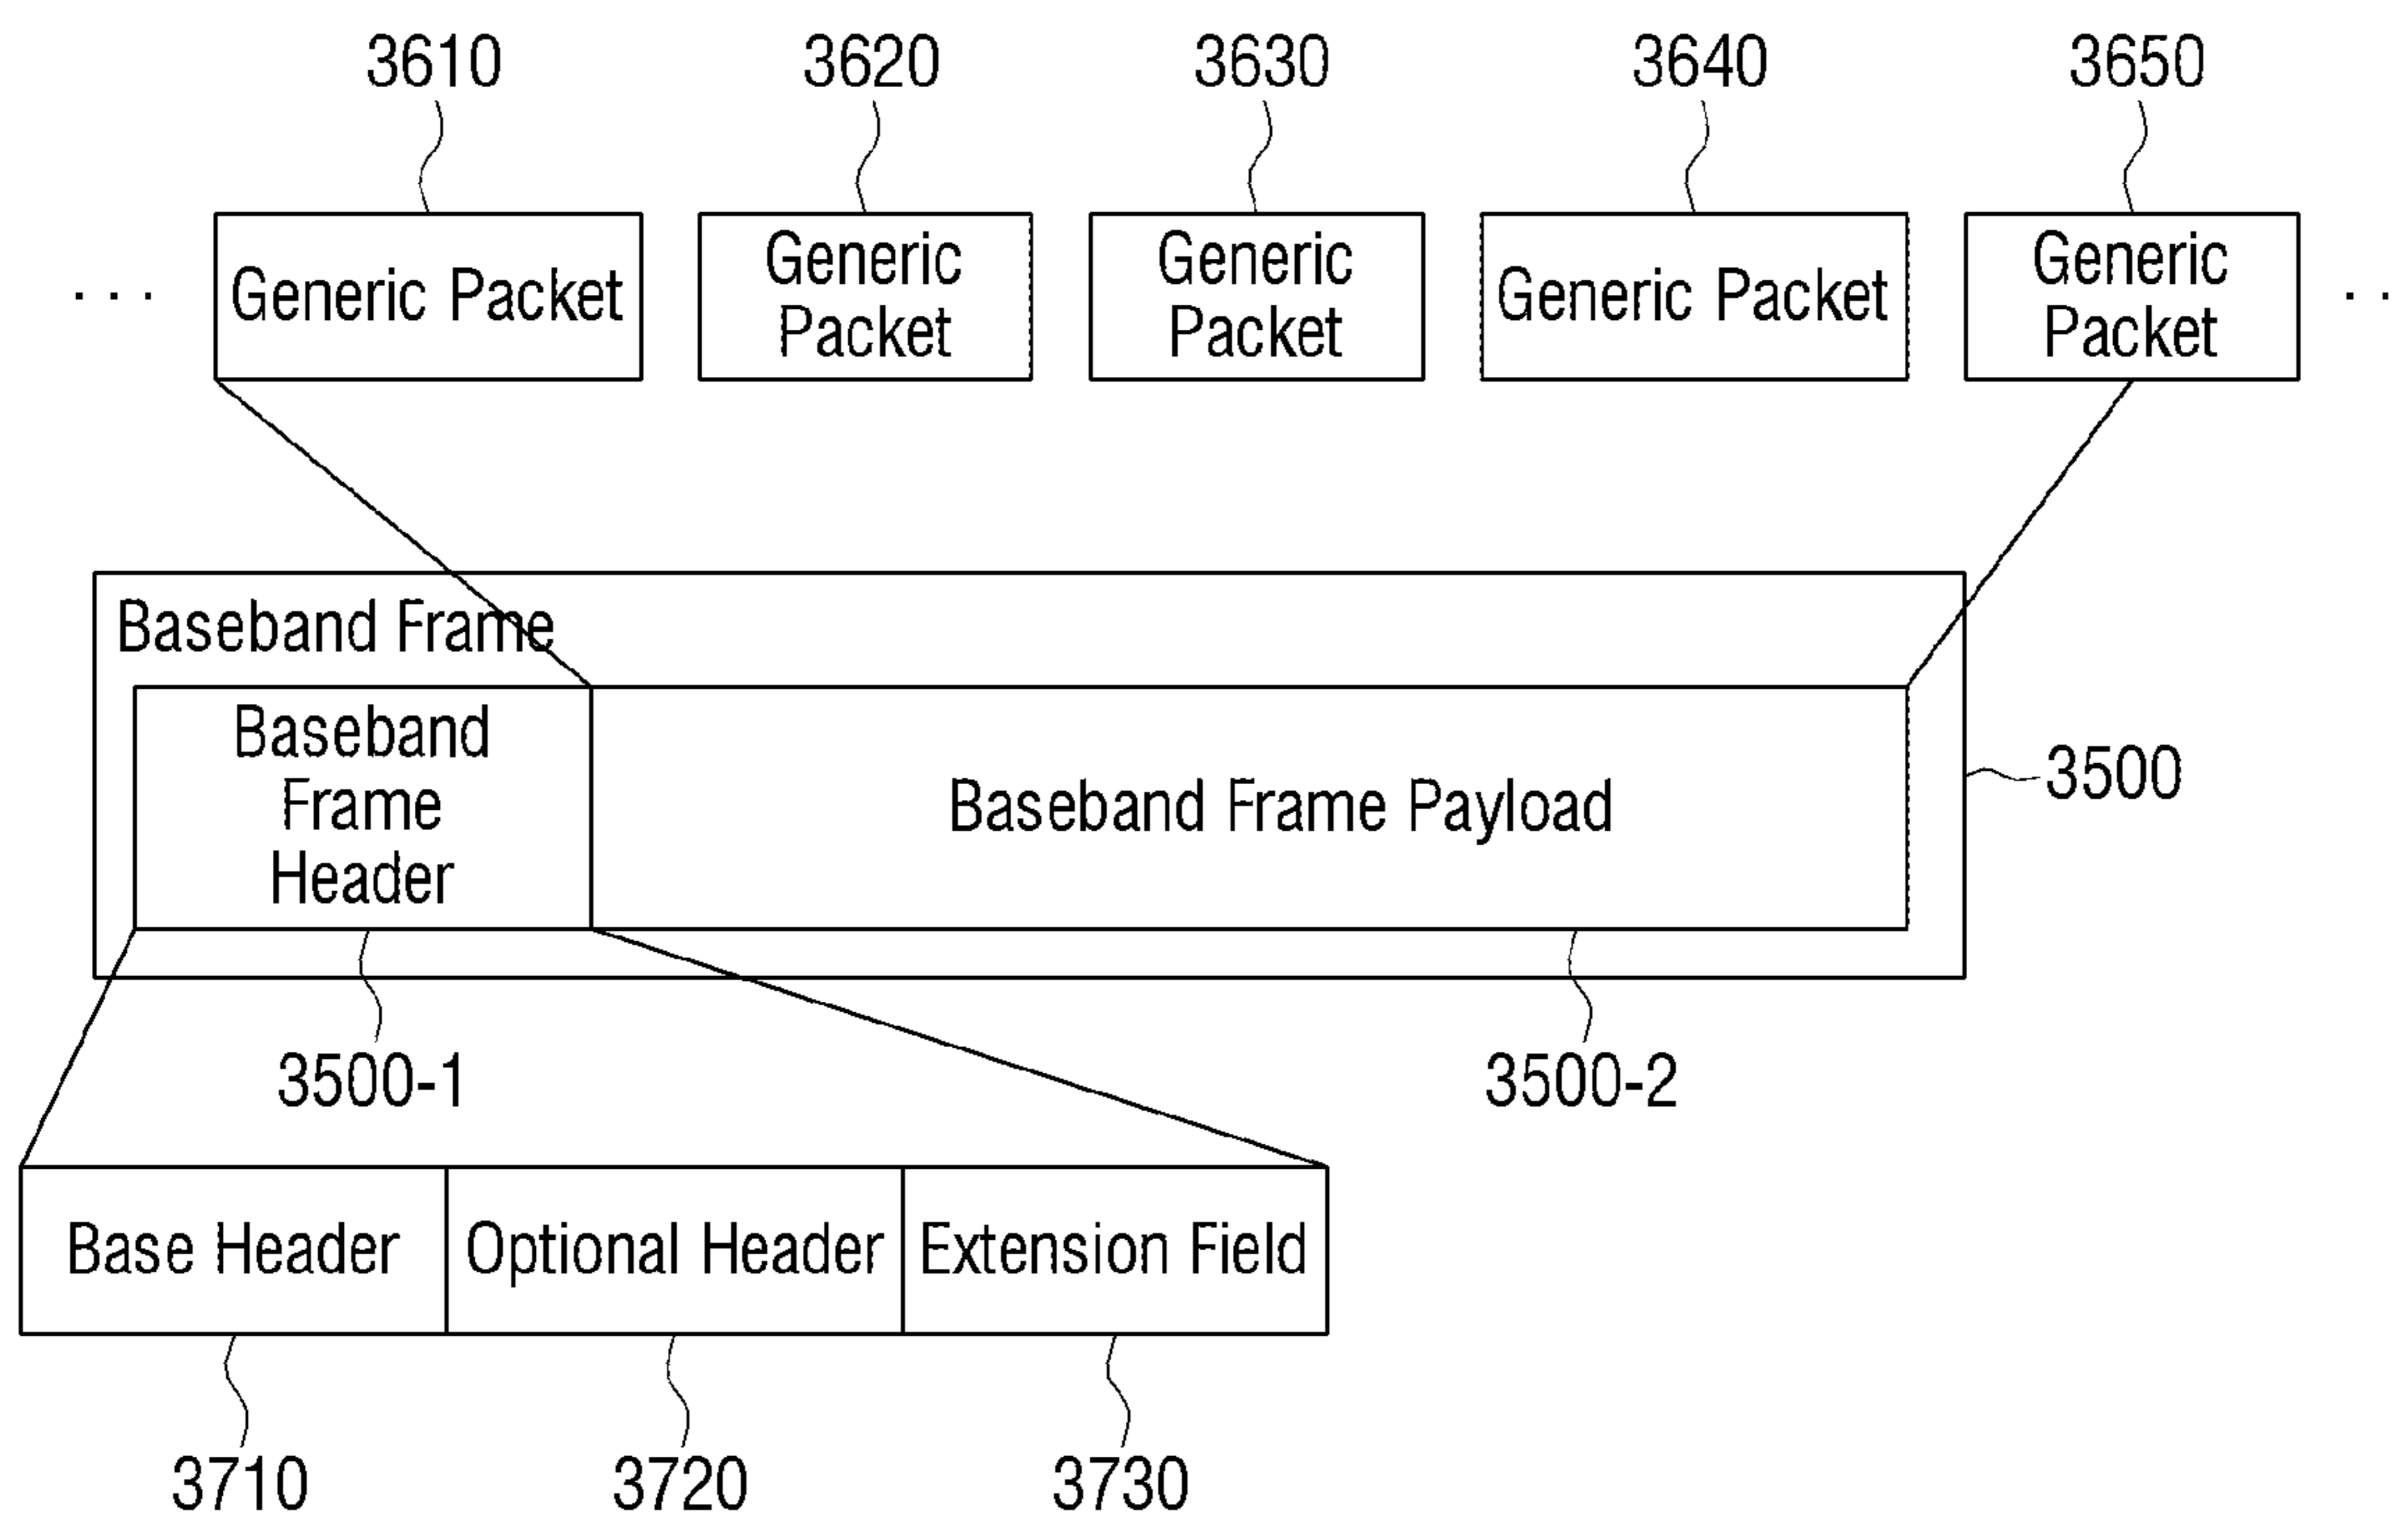 3610 3620 3630 3640 3650
. . . Generic Packet Generic Generic Generic Packet Generic . .
Packet Packet Packet
Baseband Frame
Baseband
Frame
Header
Baseband Frame Payload
3500
3500-1
3500-2
Base Header Optional Header Extension Field
3710 3720 3730